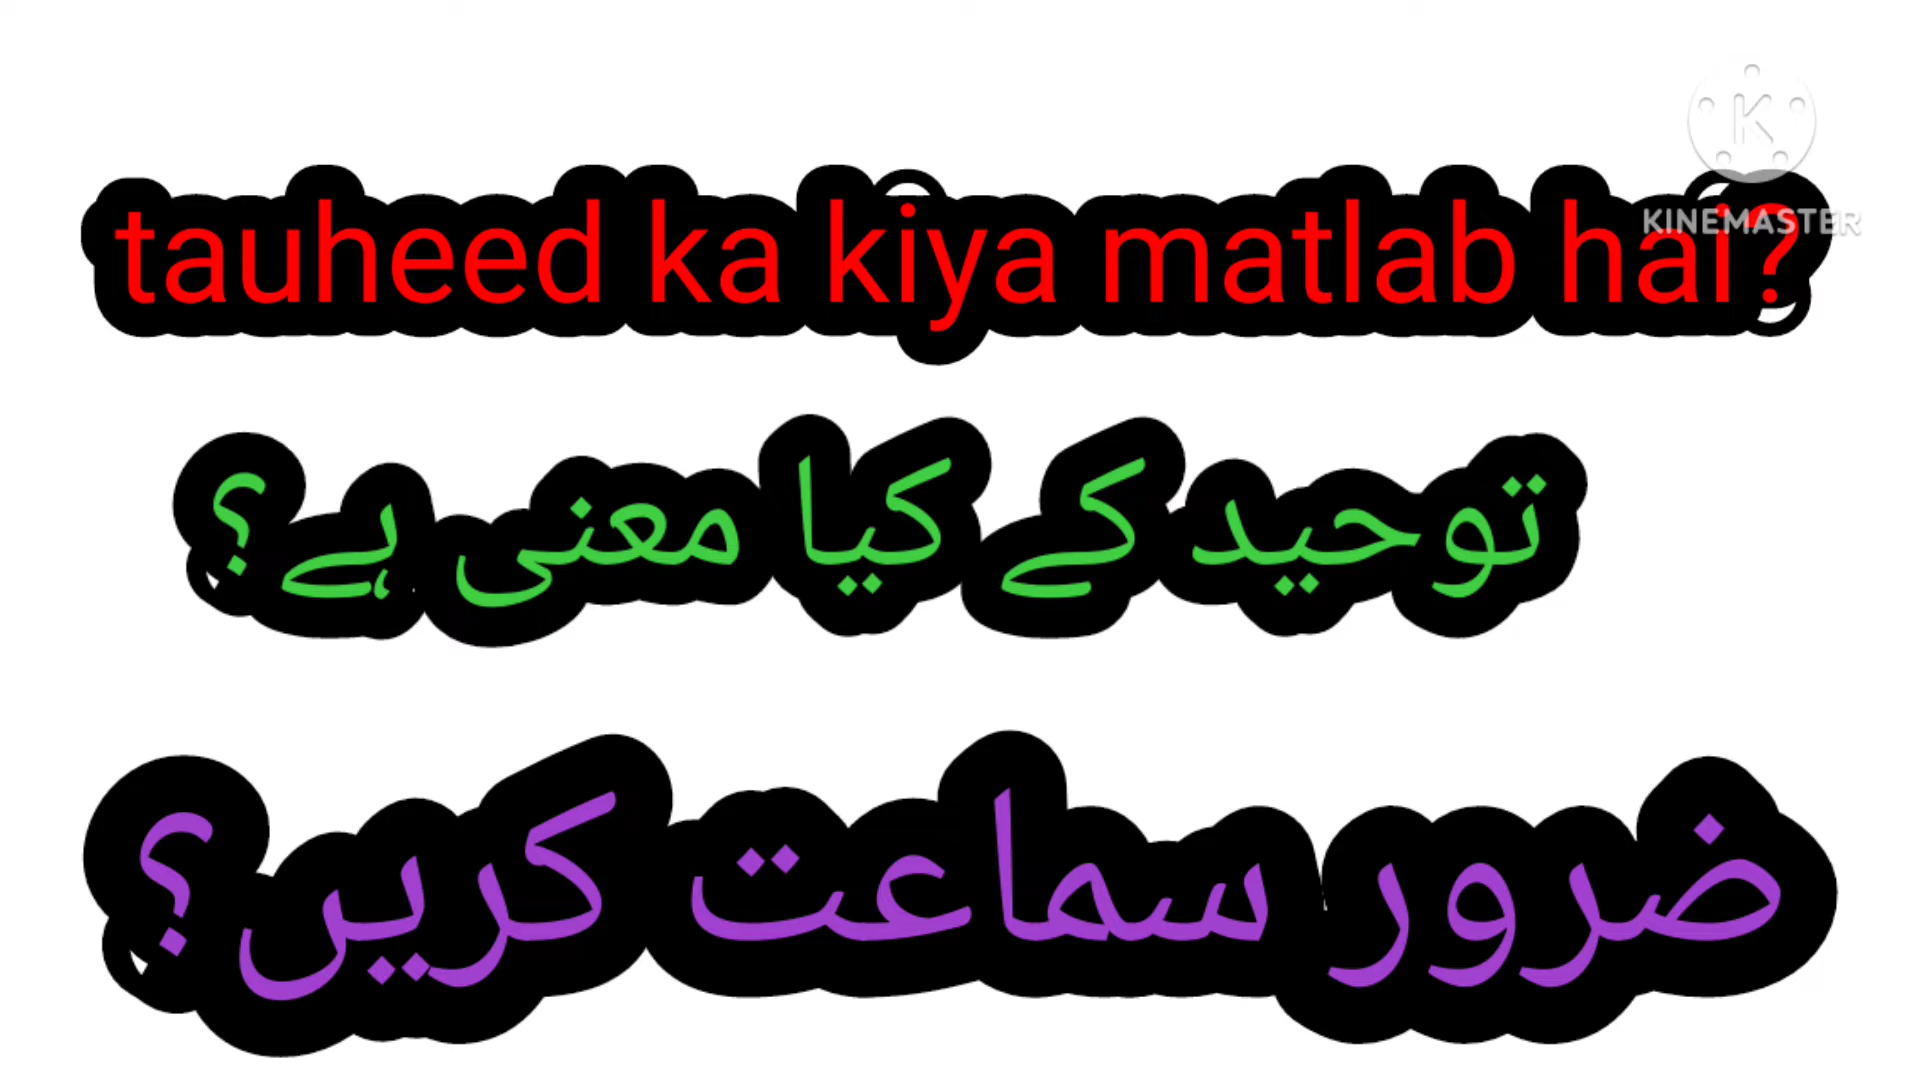 KINEMASTER
tauheed ka kiya matlab hai?
توحید کے کیا معنی ہے؟
ضرور سماعت کریں؟